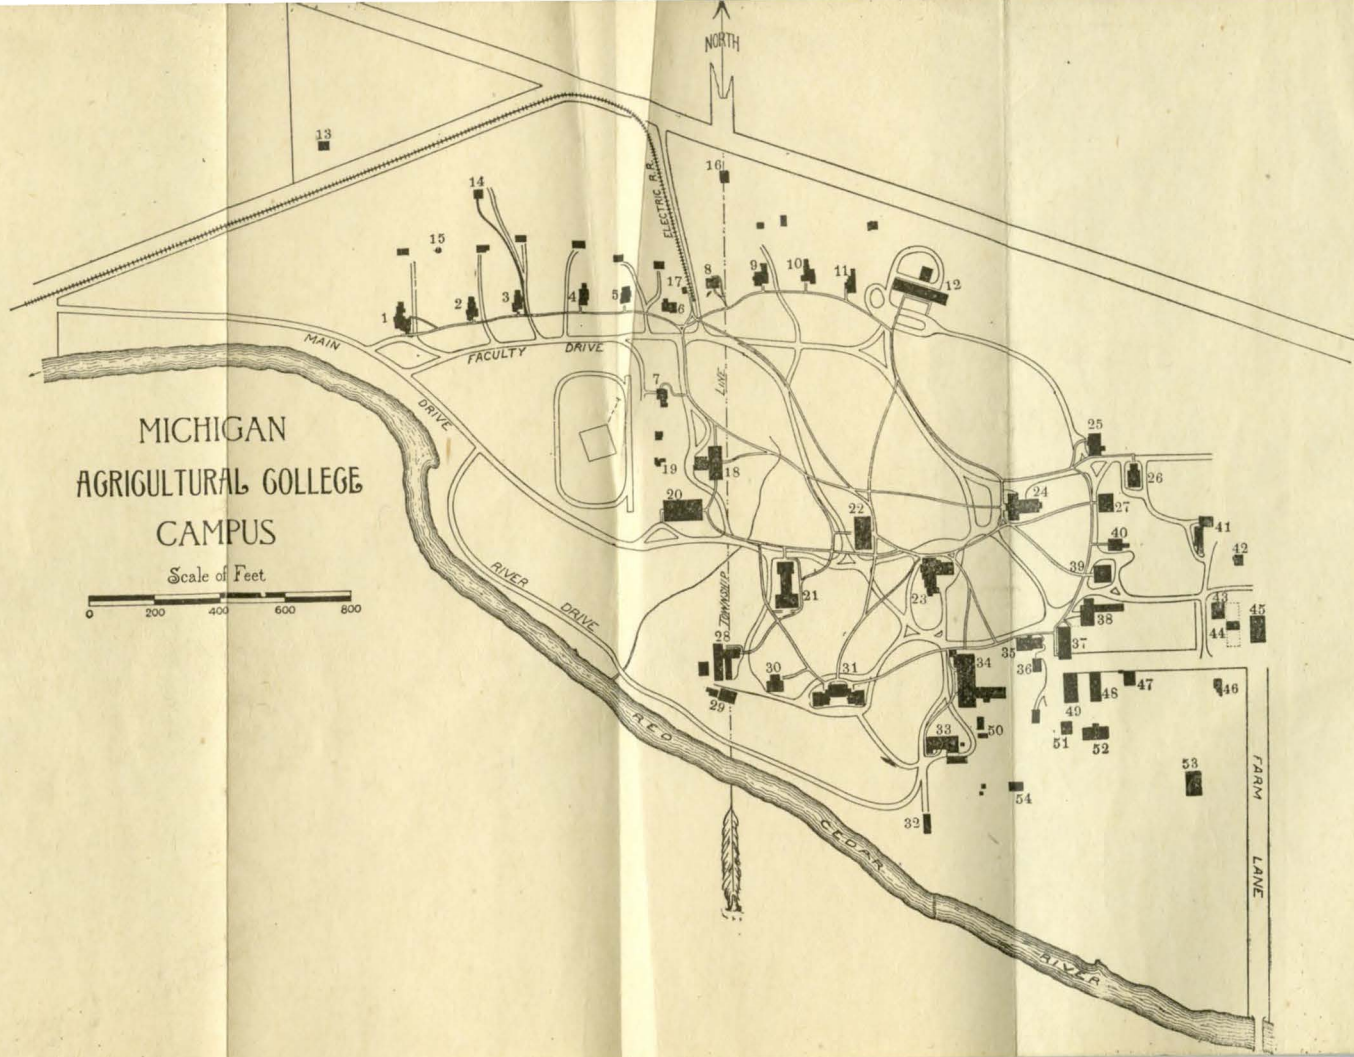 NORTH
13
16
ELECTRIC R.R.
14
15
8
9
10
11
12
17
1
2
3
4
5
6
MAIN
FACULTY DRIVE
7
LINE
DRIVE
MICHIGAN
AGRICULTURAL COLLEGE
CAMPUS
Scale of Feet
0 200 400 600 800
25
19
18
26
20
24
27
22
41
40
42
RIVER
DRIVE
39
TOWNSHIP
21
23
43
45
38
44
28
35
37
30
31
34
36
46
47
48
29
49
RED
33
50
51
52
53
54
32
FARM
LANE
CEDAR
RIVER